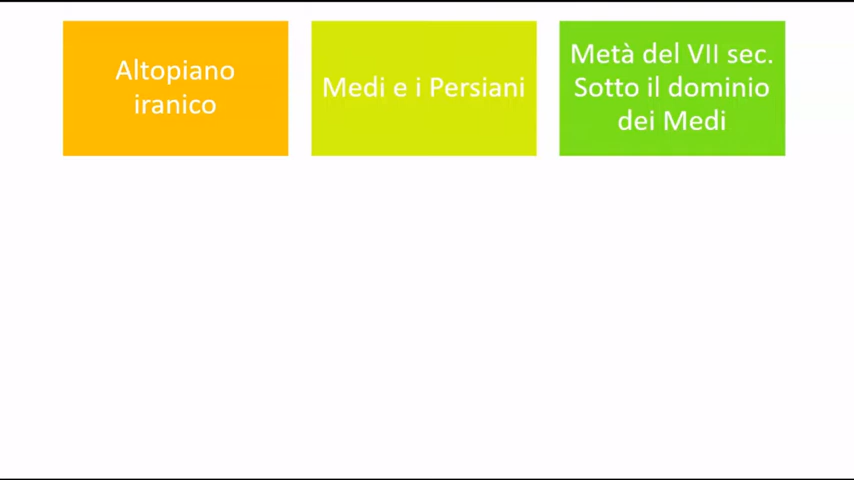 Altopiano
iranico
Medi e i Persiani
Metà del VII sec.
Sotto il dominio
dei Medi